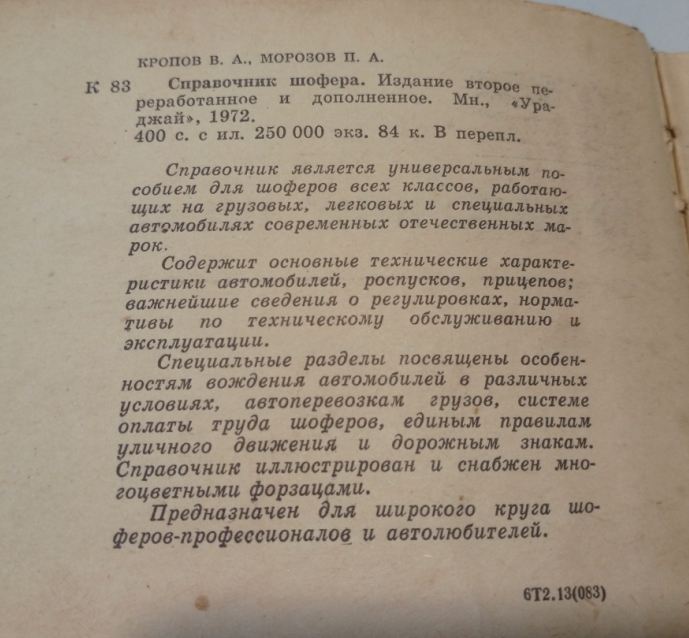 КРОПОВ В. А., МОРОЗОВ П. А.
К 83 Справочник шофера. Издание второе пе-
реработанное и дополненное. Мн., «Ура-
джай», 1972.
400 с. с ил. 250 000 экз. 84 к. В перепл.
Справочник является универсальным по-
собием для шоферов всех классов, работаю-
щих на грузовых, легковых и специальных
автомобилях современных отечественных ма-
рок.
Содержит основные технические характе-
ристики автомобилей, роспусков, прицепов;
важнейшие сведения о регулировках, норма-
тивы по техническому обслуживанию и
эксплуатации.
Специальные разделы посвящены особен-
ностям вождения автомобилей в различных
условиях, автоперевозкам грузов, системе
оплаты труда шоферов, единым правилам
уличного движения и дорожным знакам.
Справочник иллюстрирован и снабжен мно-
гоцветными форзацами.
Предназначен для широкого круга шо-
феров-профессионалов и автолюбителей.
6Т2.13(083)